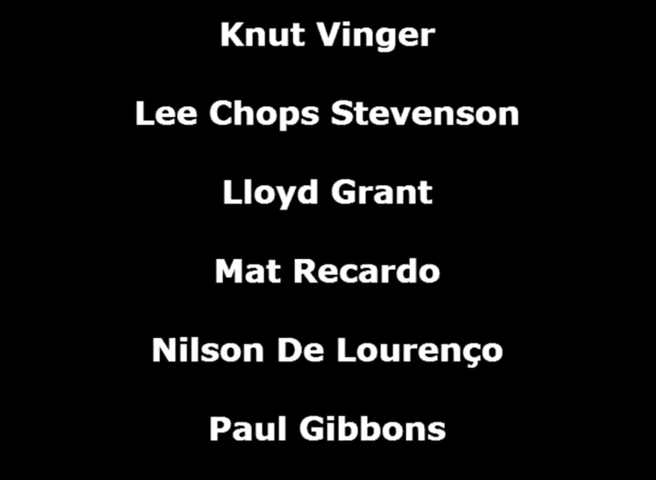 Knut Vinger
Lee Chops Stevenson
Lloyd Grant
Mat Recardo
Nilson De Lourenço
Paul Gibbons